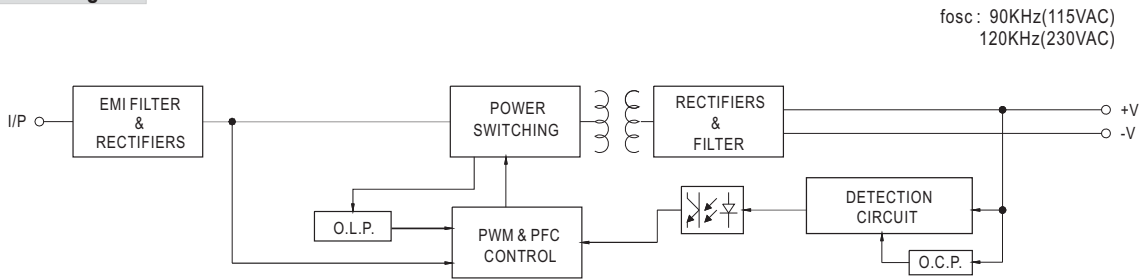 fosc : 90KHz(115VAC)
120KHz(230VAC)
I/P
EMI FILTER
&
RECTIFIERS
POWER
SWITCHING
RECTIFIERS
&
FILTER
+V
-V
O.L.P.
PWM & PFC
CONTROL
DETECTION
CIRCUIT
O.C.P.